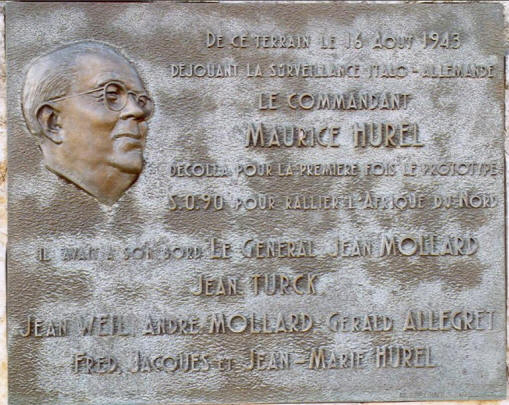 DE CE TERRAIN LE 16 AOUT 1943
DEJOUANT LA SURVEILLANCE ITALO-ALLEMANDE
LE COMMANDANT
MAURICE HUREL
DECOLLA POUR LA PREMIERE FOIS LE PROTOTYPE
S.O.90 POUR RALLIER L'AFRIQUE DU NORD
IL AVAIT A SON BORD: LE GENERAL JEAN MOLLARD
JEAN TURCK
JEAN WEIL, ANDRE MOLLARD-GERALD ALLEGRET
FRED, JACQUES ET JEAN-MARIE HUREL